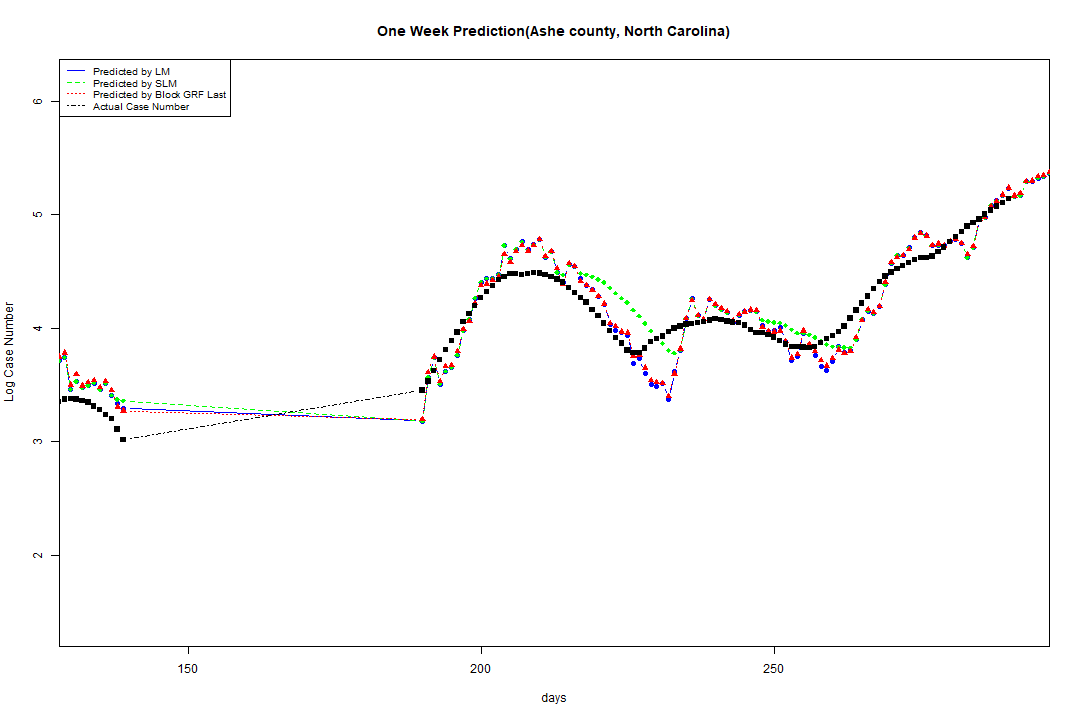 One Week Prediction(Ashe county, North Carolina)
Predicted by LM
Predicted by SLM
Predicted by Block GRF Last
Actual Case Number
6
5
4
3
2
Log Case Number
150
200
250
days